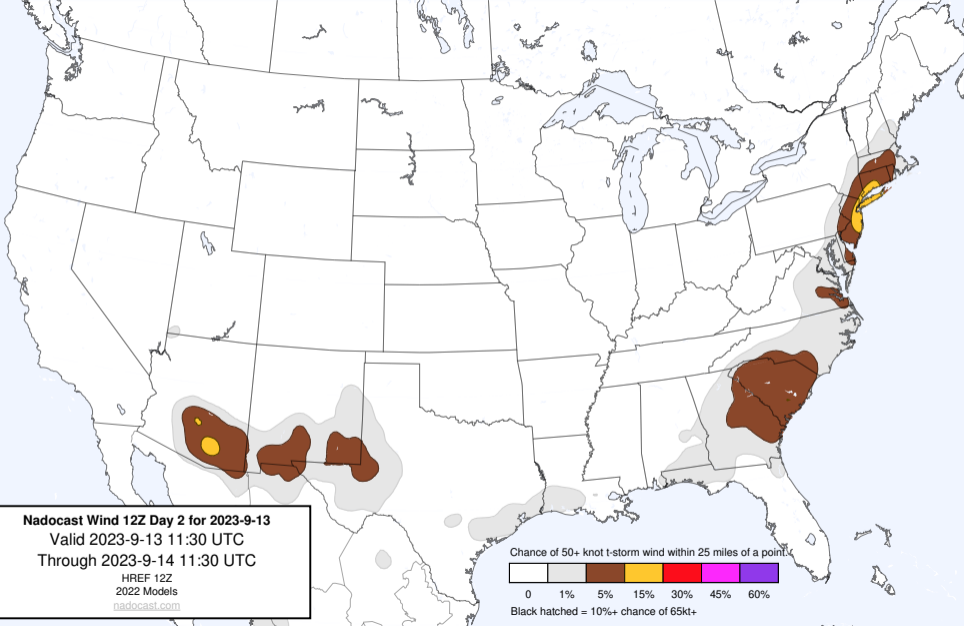 Nadocast Wind 12Z Day 2 for 2023-9-13
Valid 2023-9-13 11:30 UTC
Through 2023-9-14 11:30 UTC
HREF 12Z
2022 Models
nadocast.com
Chance of 50+ knot t-storm wind within 25 miles of a point.
0 1% 5% 15% 30% 45% 60%
Black hatched = 10%+ chance of 65kt+